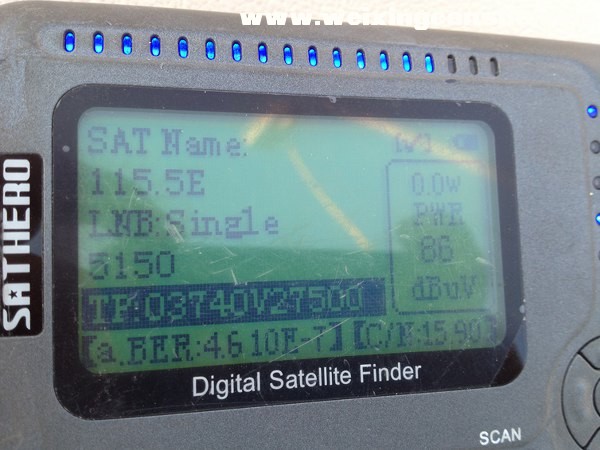 SAT Name:
[√]
115.5E
0.0w
LNB:Single
PWR
5150
86
TP:03740V27500
dBuV
[a.BER:4.6 10E-7] [C/N:15.90]
SATHERO
Digital Satellite Finder
SCAN